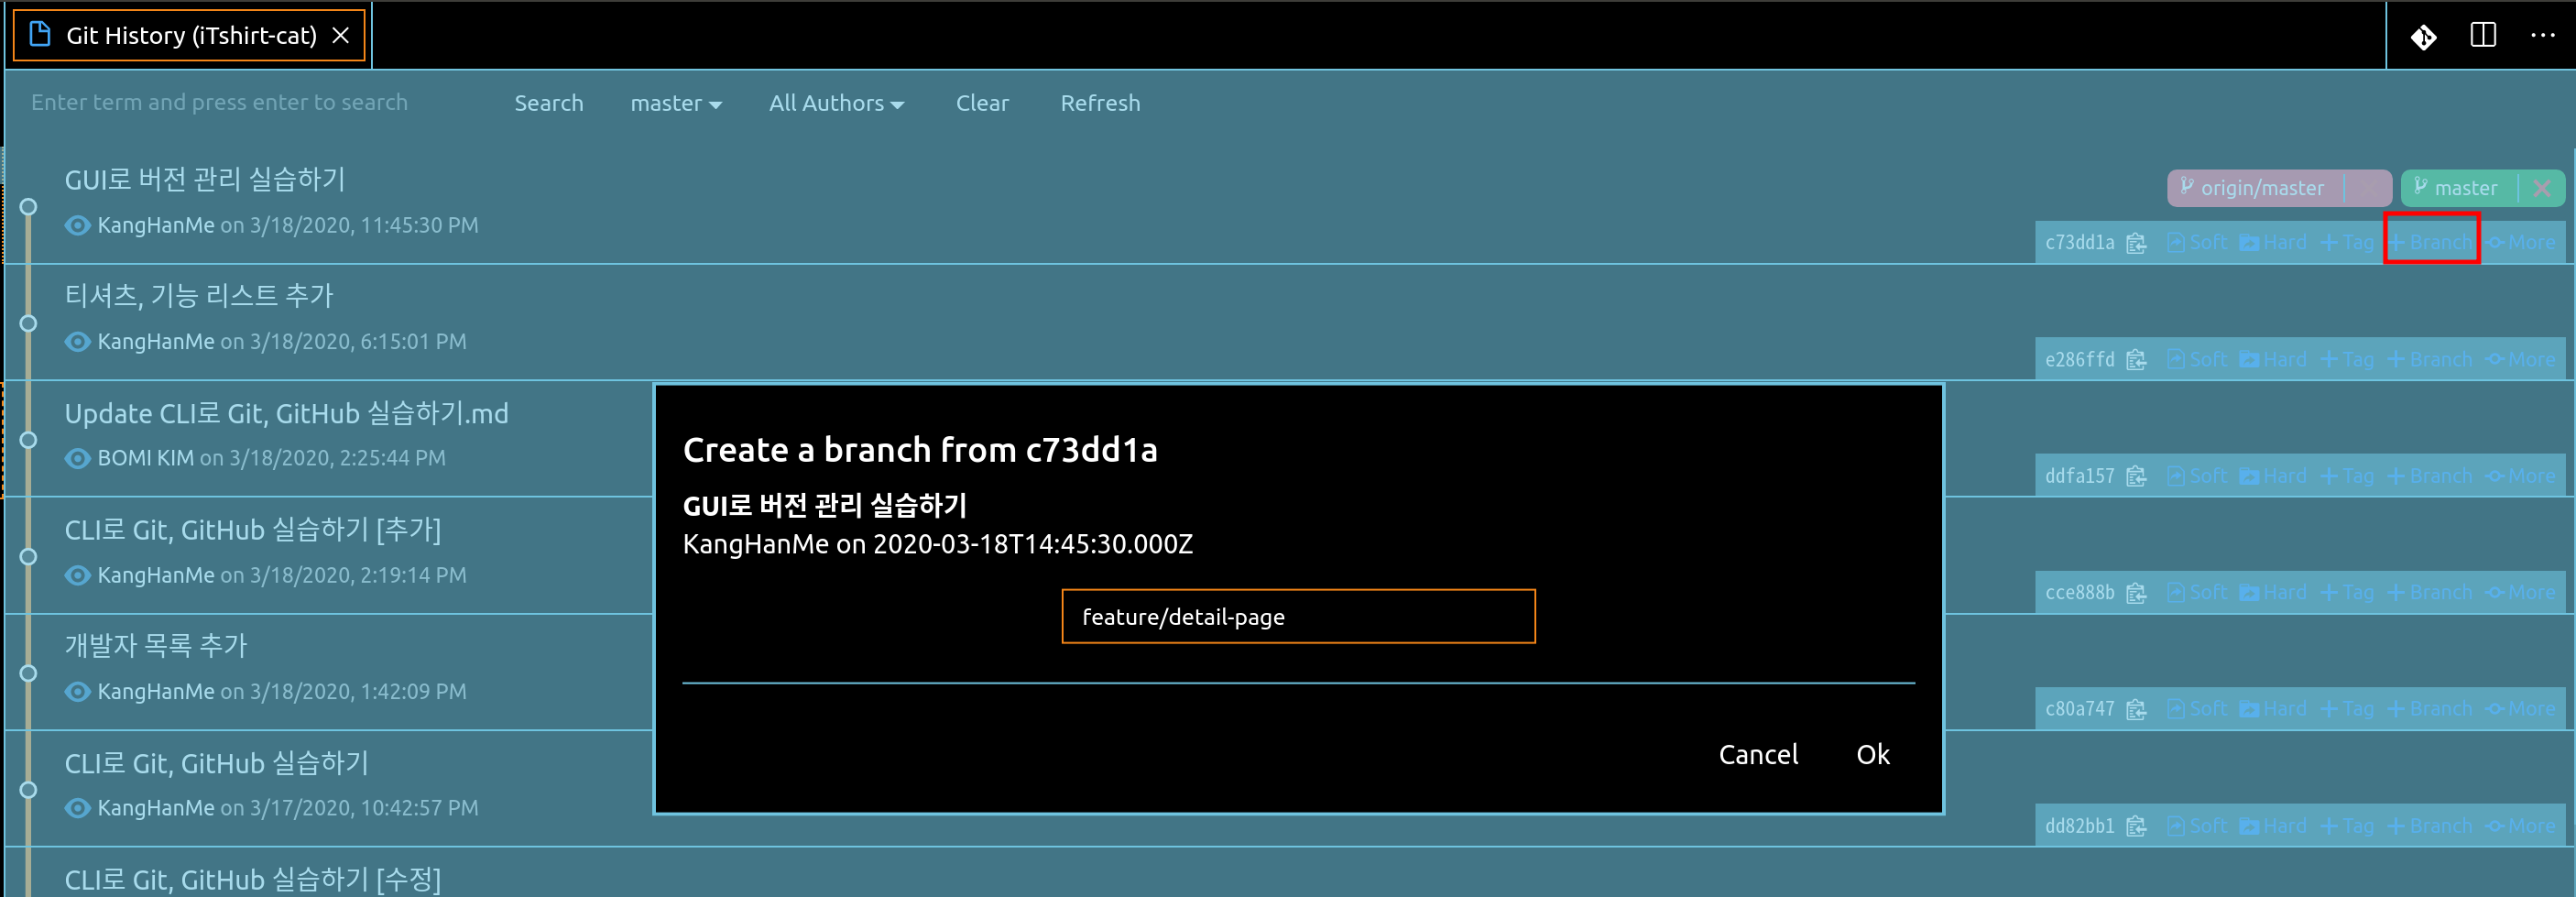 Git History (iTshirt-cat)
Enter term and press enter to search Search master All Authors Clear Refresh
GUI로 버전 관리 실습하기
origin/master master
KangHanMe on 3/18/2020, 11:45:30 PM
c73dd1a Soft Hard +Tag +Branch More
티셔츠, 기능 리스트 추가
KangHanMe on 3/18/2020, 6:15:01 PM
e286ffd Soft Hard +Tag +Branch More
Update CLI로 Git, GitHub 실습하기.md
BOMI KIM on 3/18/2020, 2:25:44 PM
ddfa157 Soft Hard +Tag +Branch More
CLI로 Git, GitHub 실습하기 [추가]
KangHanMe on 3/18/2020, 2:19:14 PM
cce888b Soft Hard +Tag +Branch More
개발자 목록 추가
KangHanMe on 3/18/2020, 1:42:09 PM
c80a747 Soft Hard +Tag +Branch More
CLI로 Git, GitHub 실습하기
KangHanMe on 3/17/2020, 10:42:57 PM
dd82bb1 Soft Hard +Tag +Branch More
CLI로 Git, GitHub 실습하기 [수정]
Create a branch from c73dd1a
GUI로 버전 관리 실습하기
KangHanMe on 2020-03-18T14:45:30.000Z
feature/detail-page
Cancel Ok